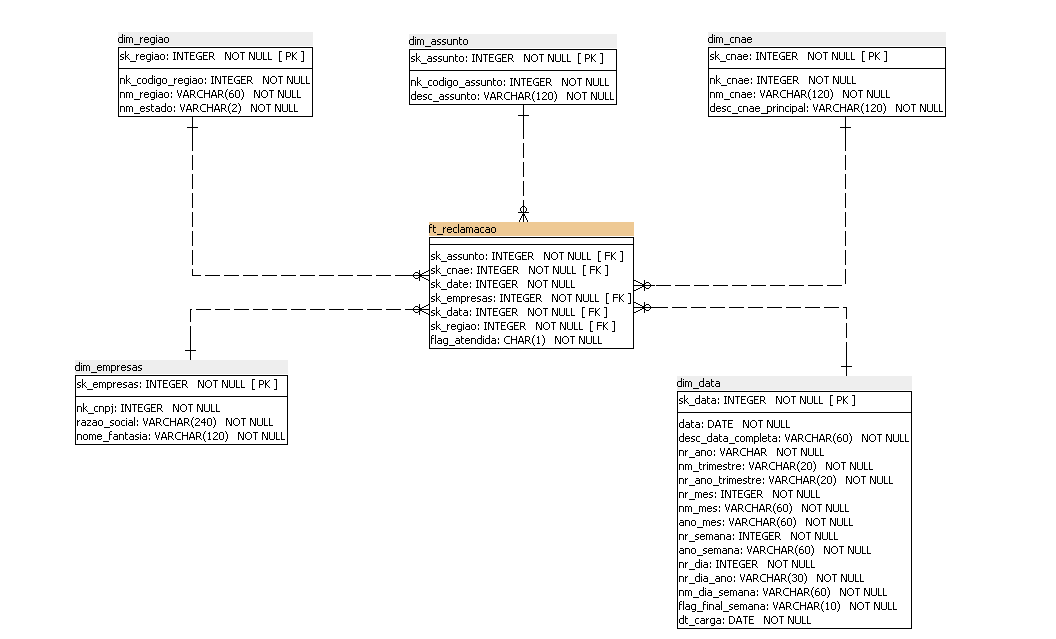 dim_regiao
sk_regiao: INTEGER NOT NULL [ PK ]
nk_codigo_regiao: INTEGER NOT NULL
nm_regiao: VARCHAR(60) NOT NULL
nm_estado: VARCHAR(2) NOT NULL
dim_assunto
sk_assunto: INTEGER NOT NULL [ PK ]
nk_codigo_assunto: INTEGER NOT NULL
desc_assunto: VARCHAR(120) NOT NULL
dim_cnae
sk_cnae: INTEGER NOT NULL [ PK ]
nk_cnae: INTEGER NOT NULL
nm_cnae: VARCHAR(120) NOT NULL
desc_cnae_principal: VARCHAR(120) NOT NULL
ft_reclamacao
sk_assunto: INTEGER NOT NULL [ FK ]
sk_cnae: INTEGER NOT NULL [ FK ]
sk_date: INTEGER NOT NULL
sk_empresas: INTEGER NOT NULL [ FK ]
sk_data: INTEGER NOT NULL [ FK ]
sk_regiao: INTEGER NOT NULL [ FK ]
flag_atendida: CHAR(1) NOT NULL
dim_empresas
sk_empresas: INTEGER NOT NULL [ PK ]
nk_cnpj: INTEGER NOT NULL
razao_social: VARCHAR(240) NOT NULL
nome_fantasia: VARCHAR(120) NOT NULL
dim_data
sk_data: INTEGER NOT NULL [ PK ]
data: DATE NOT NULL
desc_data_completa: VARCHAR(60) NOT NULL
nr_ano: VARCHAR NOT NULL
nm_trimestre: VARCHAR(20) NOT NULL
nr_ano_trimestre: VARCHAR(20) NOT NULL
nr_mes: INTEGER NOT NULL
nm_mes: VARCHAR(60) NOT NULL
ano_mes: VARCHAR(60) NOT NULL
nr_semana: INTEGER NOT NULL
ano_semana: VARCHAR(60) NOT NULL
nr_dia: INTEGER NOT NULL
nr_dia_ano: VARCHAR(30) NOT NULL
nm_dia_semana: VARCHAR(60) NOT NULL
flag_final_semana: VARCHAR(10) NOT NULL
dt_carga: DATE NOT NULL